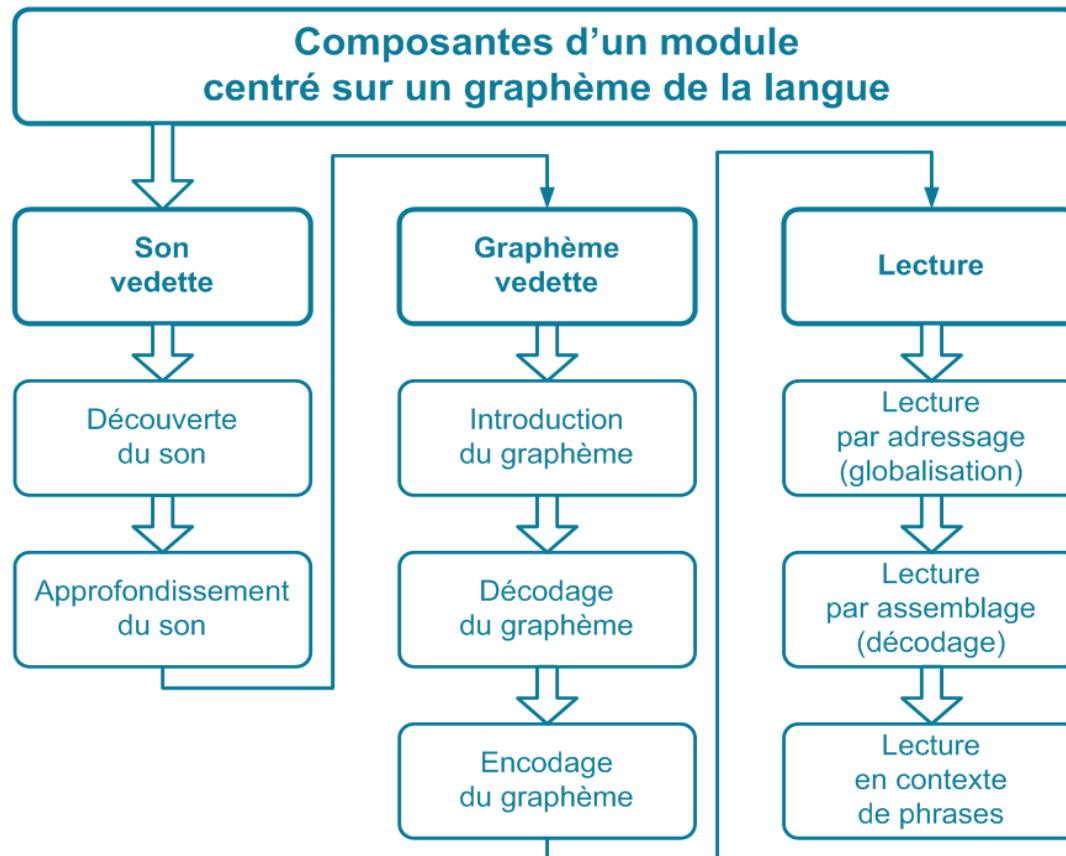 Composantes d’un module
centré sur un graphème de la langue
Son
vedette
Découverte
du son
Approfondissement
du son
Graphème
vedette
Introduction
du graphème
Décodage
du graphème
Encodage
du graphème
Lecture
Lecture
par adressage
(globalisation)
Lecture
par assemblage
(décodage)
Lecture
en contexte
de phrases